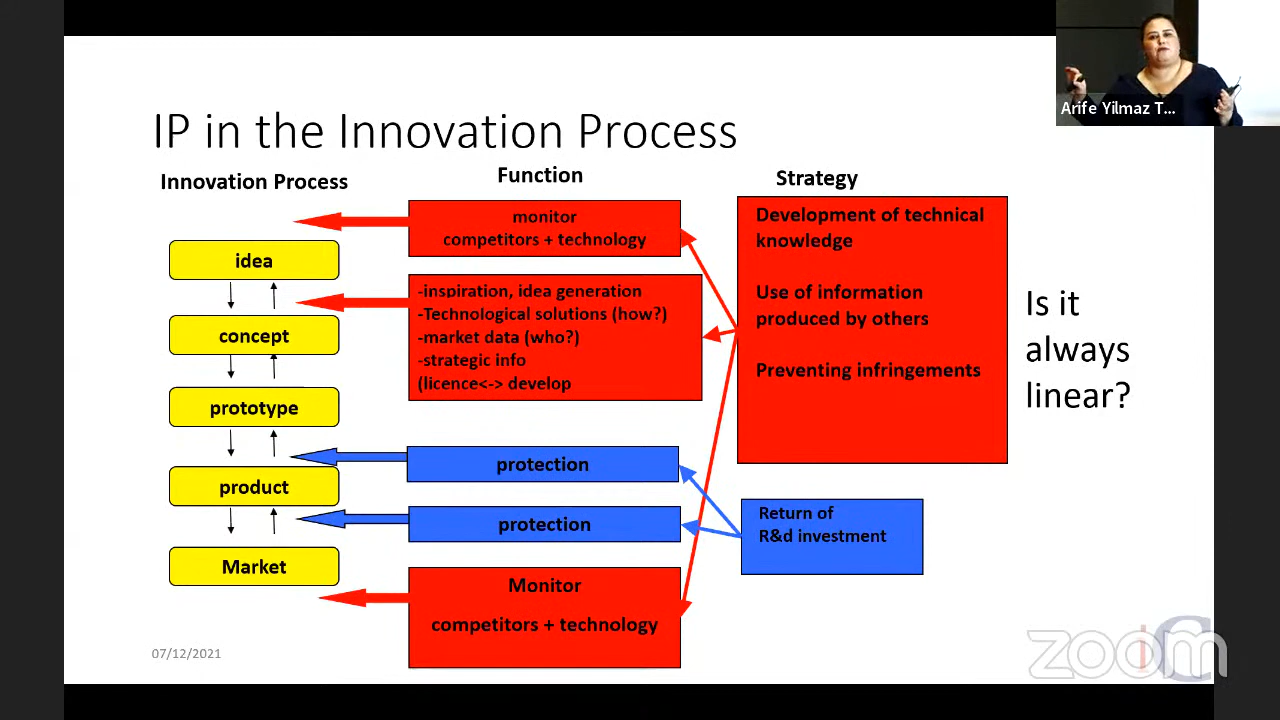 Arife Yilmaz T...
IP in the Innovation Process
Innovation Process
Function
Strategy
idea
concept
prototype
product
Market
monitor
competitors + technology
-inspiration, idea generation
-Technological solutions (how?)
-market data (who?)
-strategic info
(licence<-> develop
protection
protection
Monitor
competitors + technology
Development of technical
knowledge
Use of information
produced by others
Preventing infringements
Return of
R&d investment
Is it
always
linear?
07/12/2021
zoom